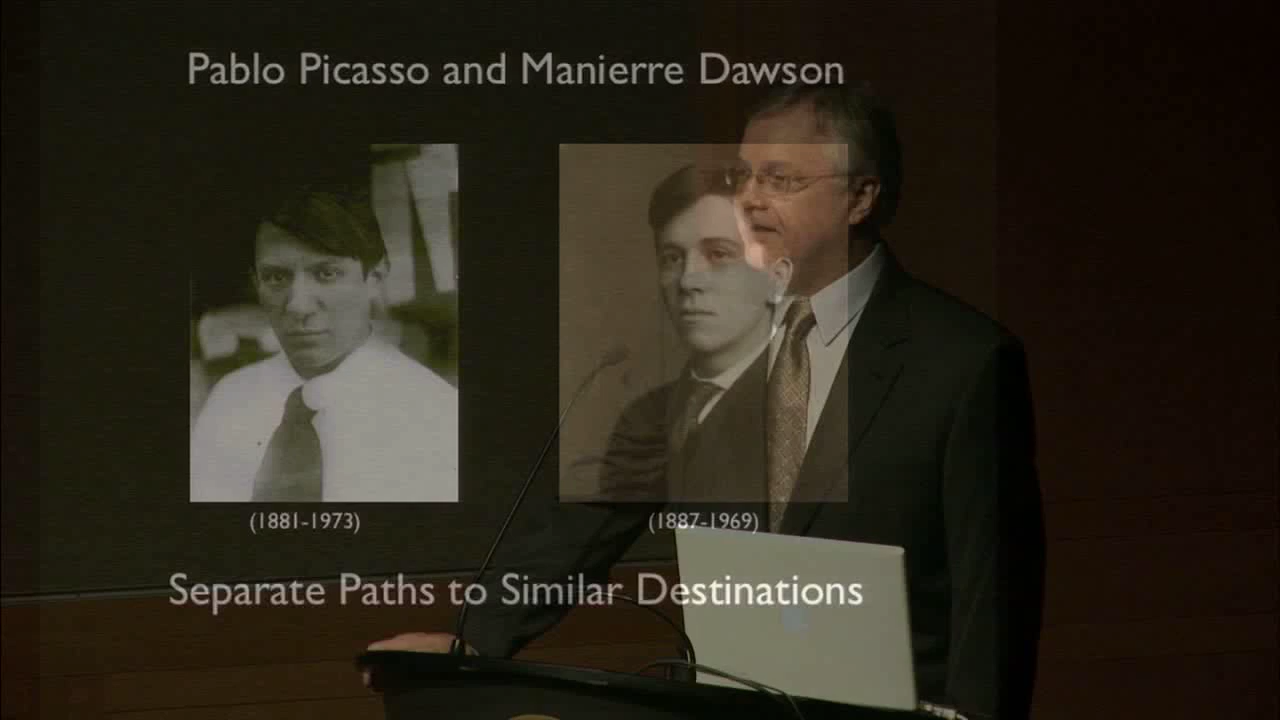 Pablo Picasso and Manierre Dawson
(1881-1973)
(1887-1969)
Separate Paths to Similar Destinations